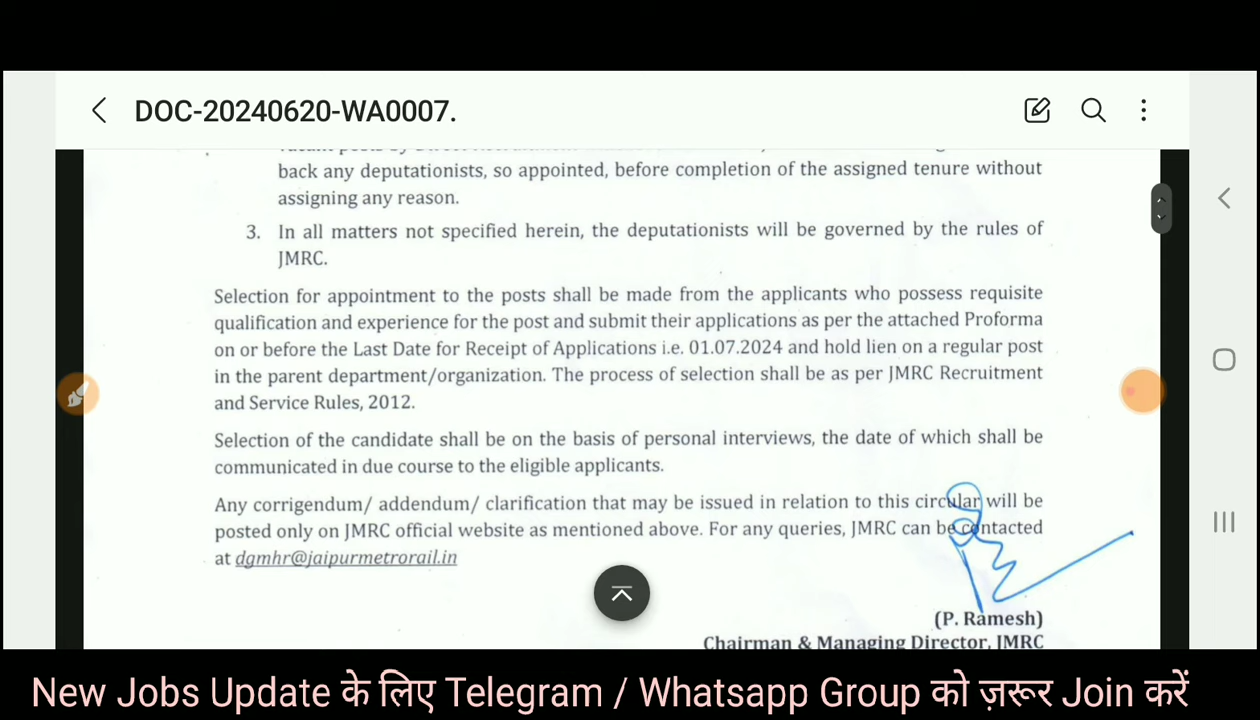 DOC-20240620-WA0007.
back any deputationists, so appointed, before completion of the assigned tenure without
assigning any reason.
3. In all matters not specified herein, the deputationists will be governed by the rules of
JMRC.
Selection for appointment to the posts shall be made from the applicants who possess requisite
qualification and experience for the post and submit their applications as per the attached Proforma
on or before the Last Date for Receipt of Applications i.e. 01.07.2024 and hold lien on a regular post
in the parent department/organization. The process of selection shall be as per JMRC Recruitment
and Service Rules, 2012.
Selection of the candidate shall be on the basis of personal interviews, the date of which shall be
communicated in due course to the eligible applicants.
Any corrigendum/ addendum/ clarification that may be issued in relation to this circular will be
posted only on JMRC official website as mentioned above. For any queries, JMRC can be contacted
at dgmhr@jaipurmetrorail.in
(P. Ramesh)
Chairman & Managing Director, JMRC
New Jobs Update के लिए Telegram / Whatsapp Group को ज़रूर Join करें